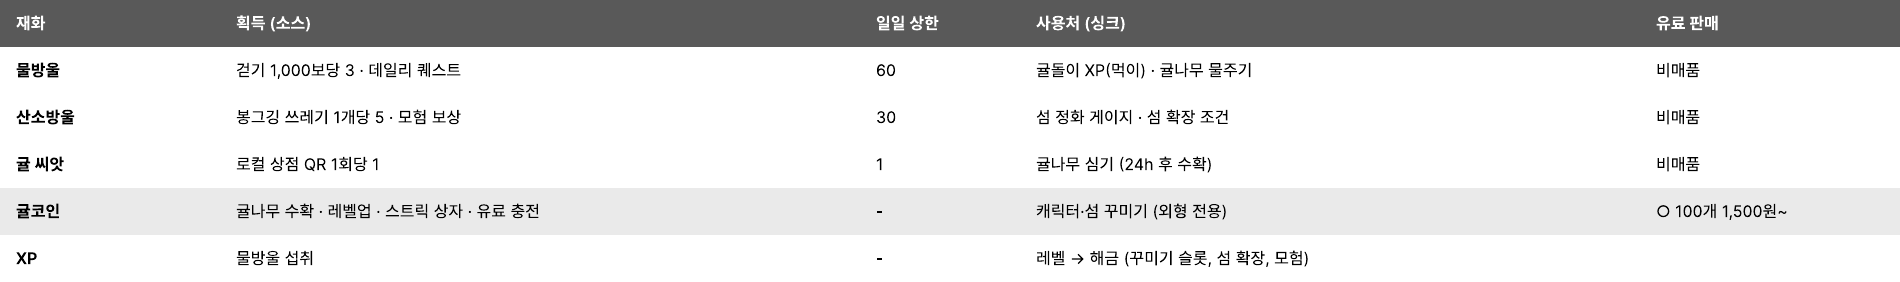 재화 획득 (소스) 일일 상한 사용처 (싱크) 유료 판매
물방울 걷기 1,000보당 3 · 데일리 퀘스트 60 귤돌이 XP(먹이) · 귤나무 물주기 비매품
산소방울 봉그깅 쓰레기 1개당 5 · 모험 보상 30 섬 정화 게이지 · 섬 확장 조건 비매품
귤 씨앗 로컬 상점 QR 1회당 1 1 귤나무 심기 (24h 후 수확) 비매품
귤코인 귤나무 수확 · 레벨업 · 스트릭 상자 · 유료 충전 - 캐릭터·섬 꾸미기 (외형 전용) ○ 100개 1,500원~
XP 물방울 섭취 - 레벨 → 해금 (꾸미기 슬롯, 섬 확장, 모험)